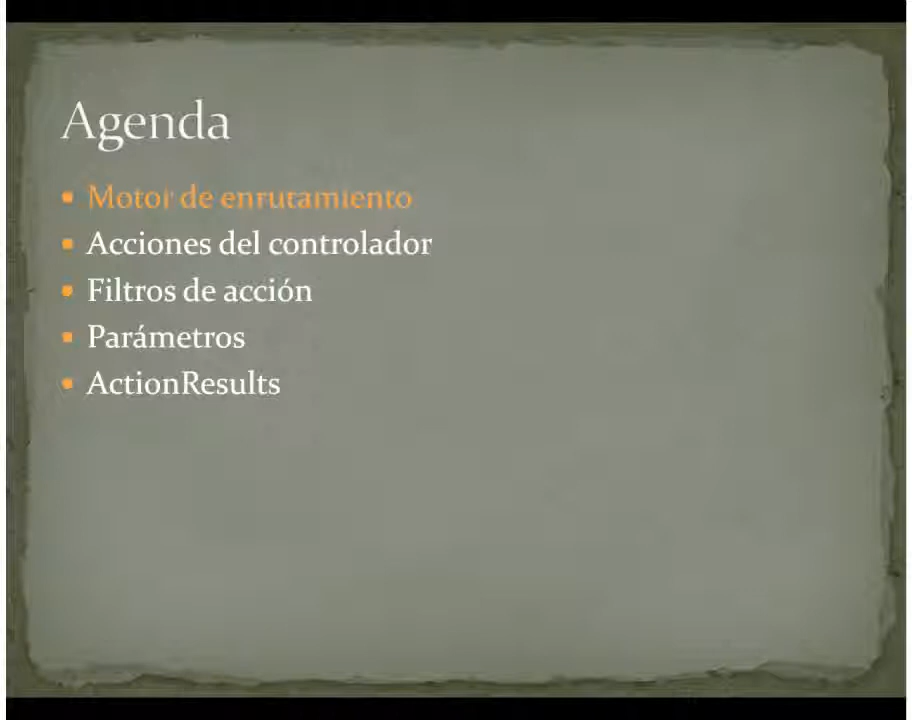 Agenda
Motor de enrutamiento
Acciones del controlador
Filtros de acción
Parámetros
ActionResults